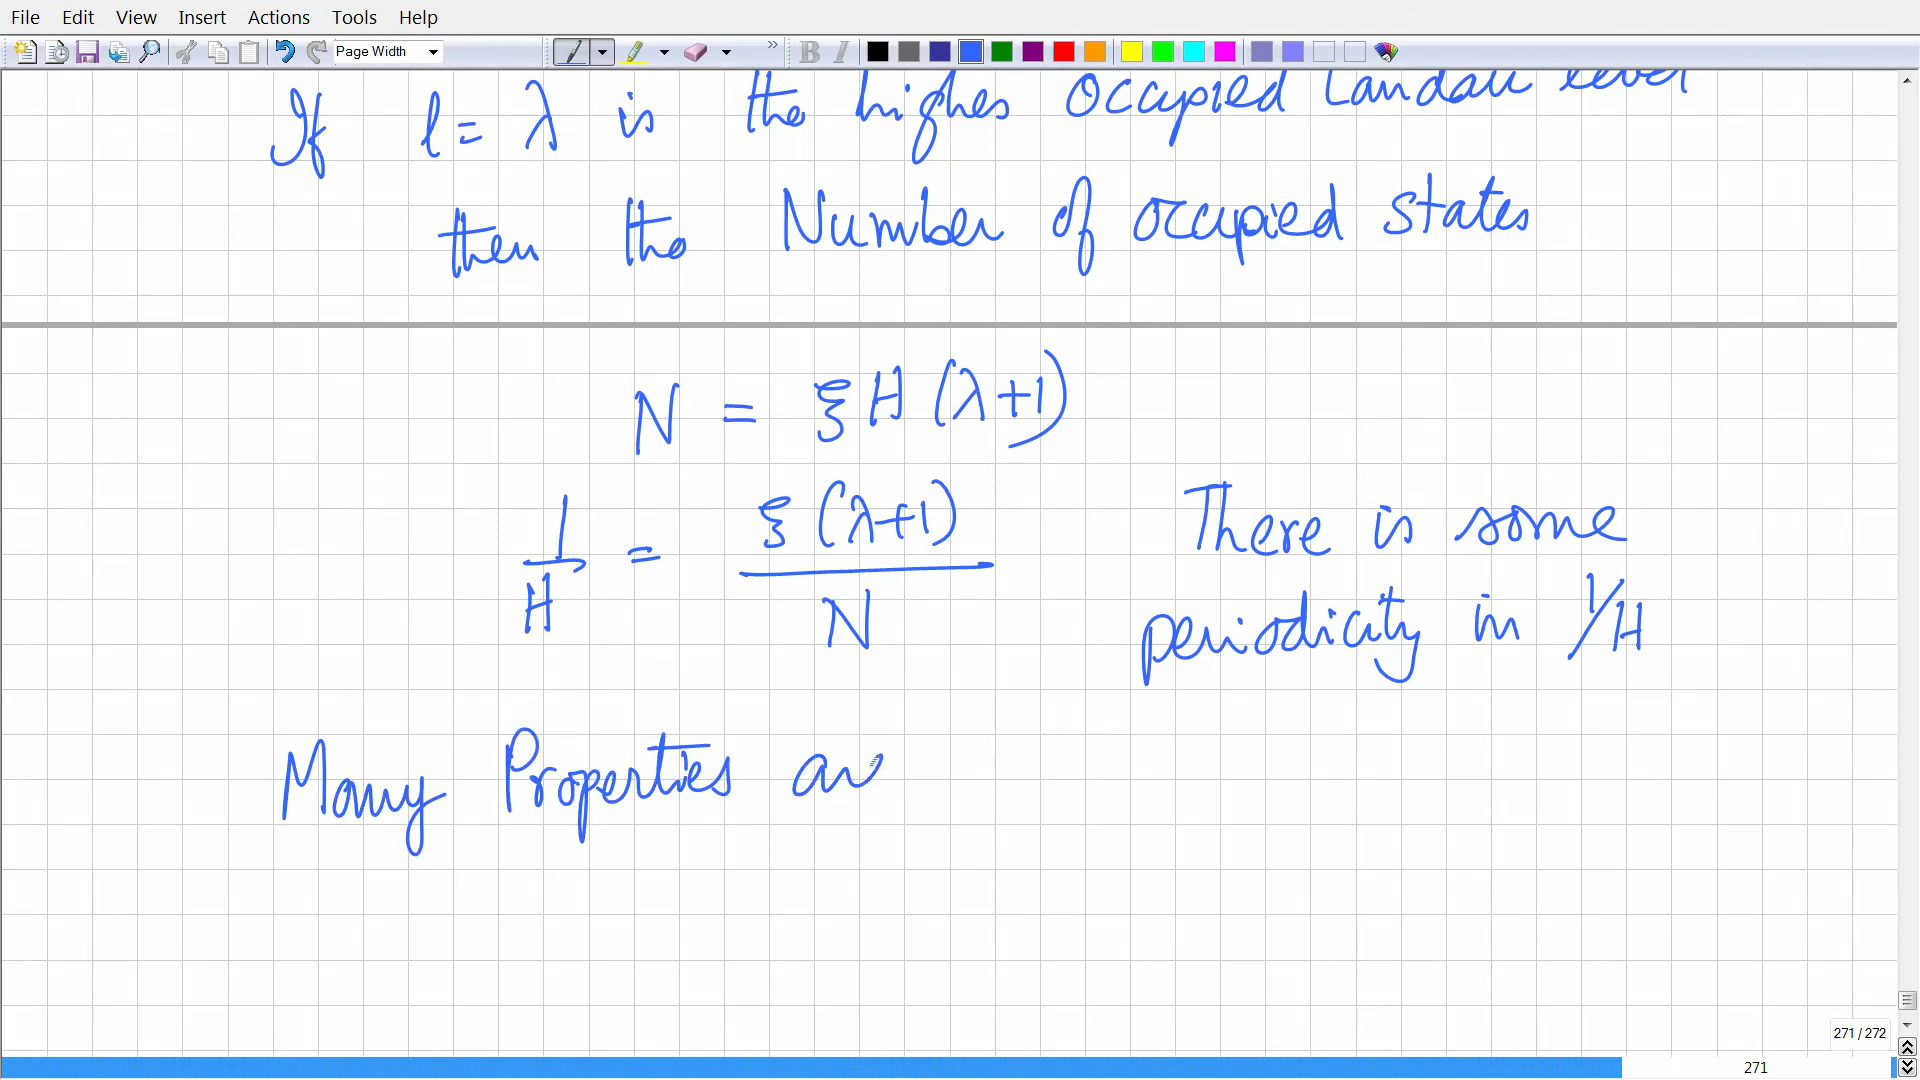 File Edit View Insert Actions Tools Help
Page Width
B I
If l = λ is the highes occupied Landau level
then the Number of occupied states
N = ξH(λ+1)
1/H = ξ(λ+1)/N
There is some
periodicity in 1/H
Many Properties ar
271 / 272
271